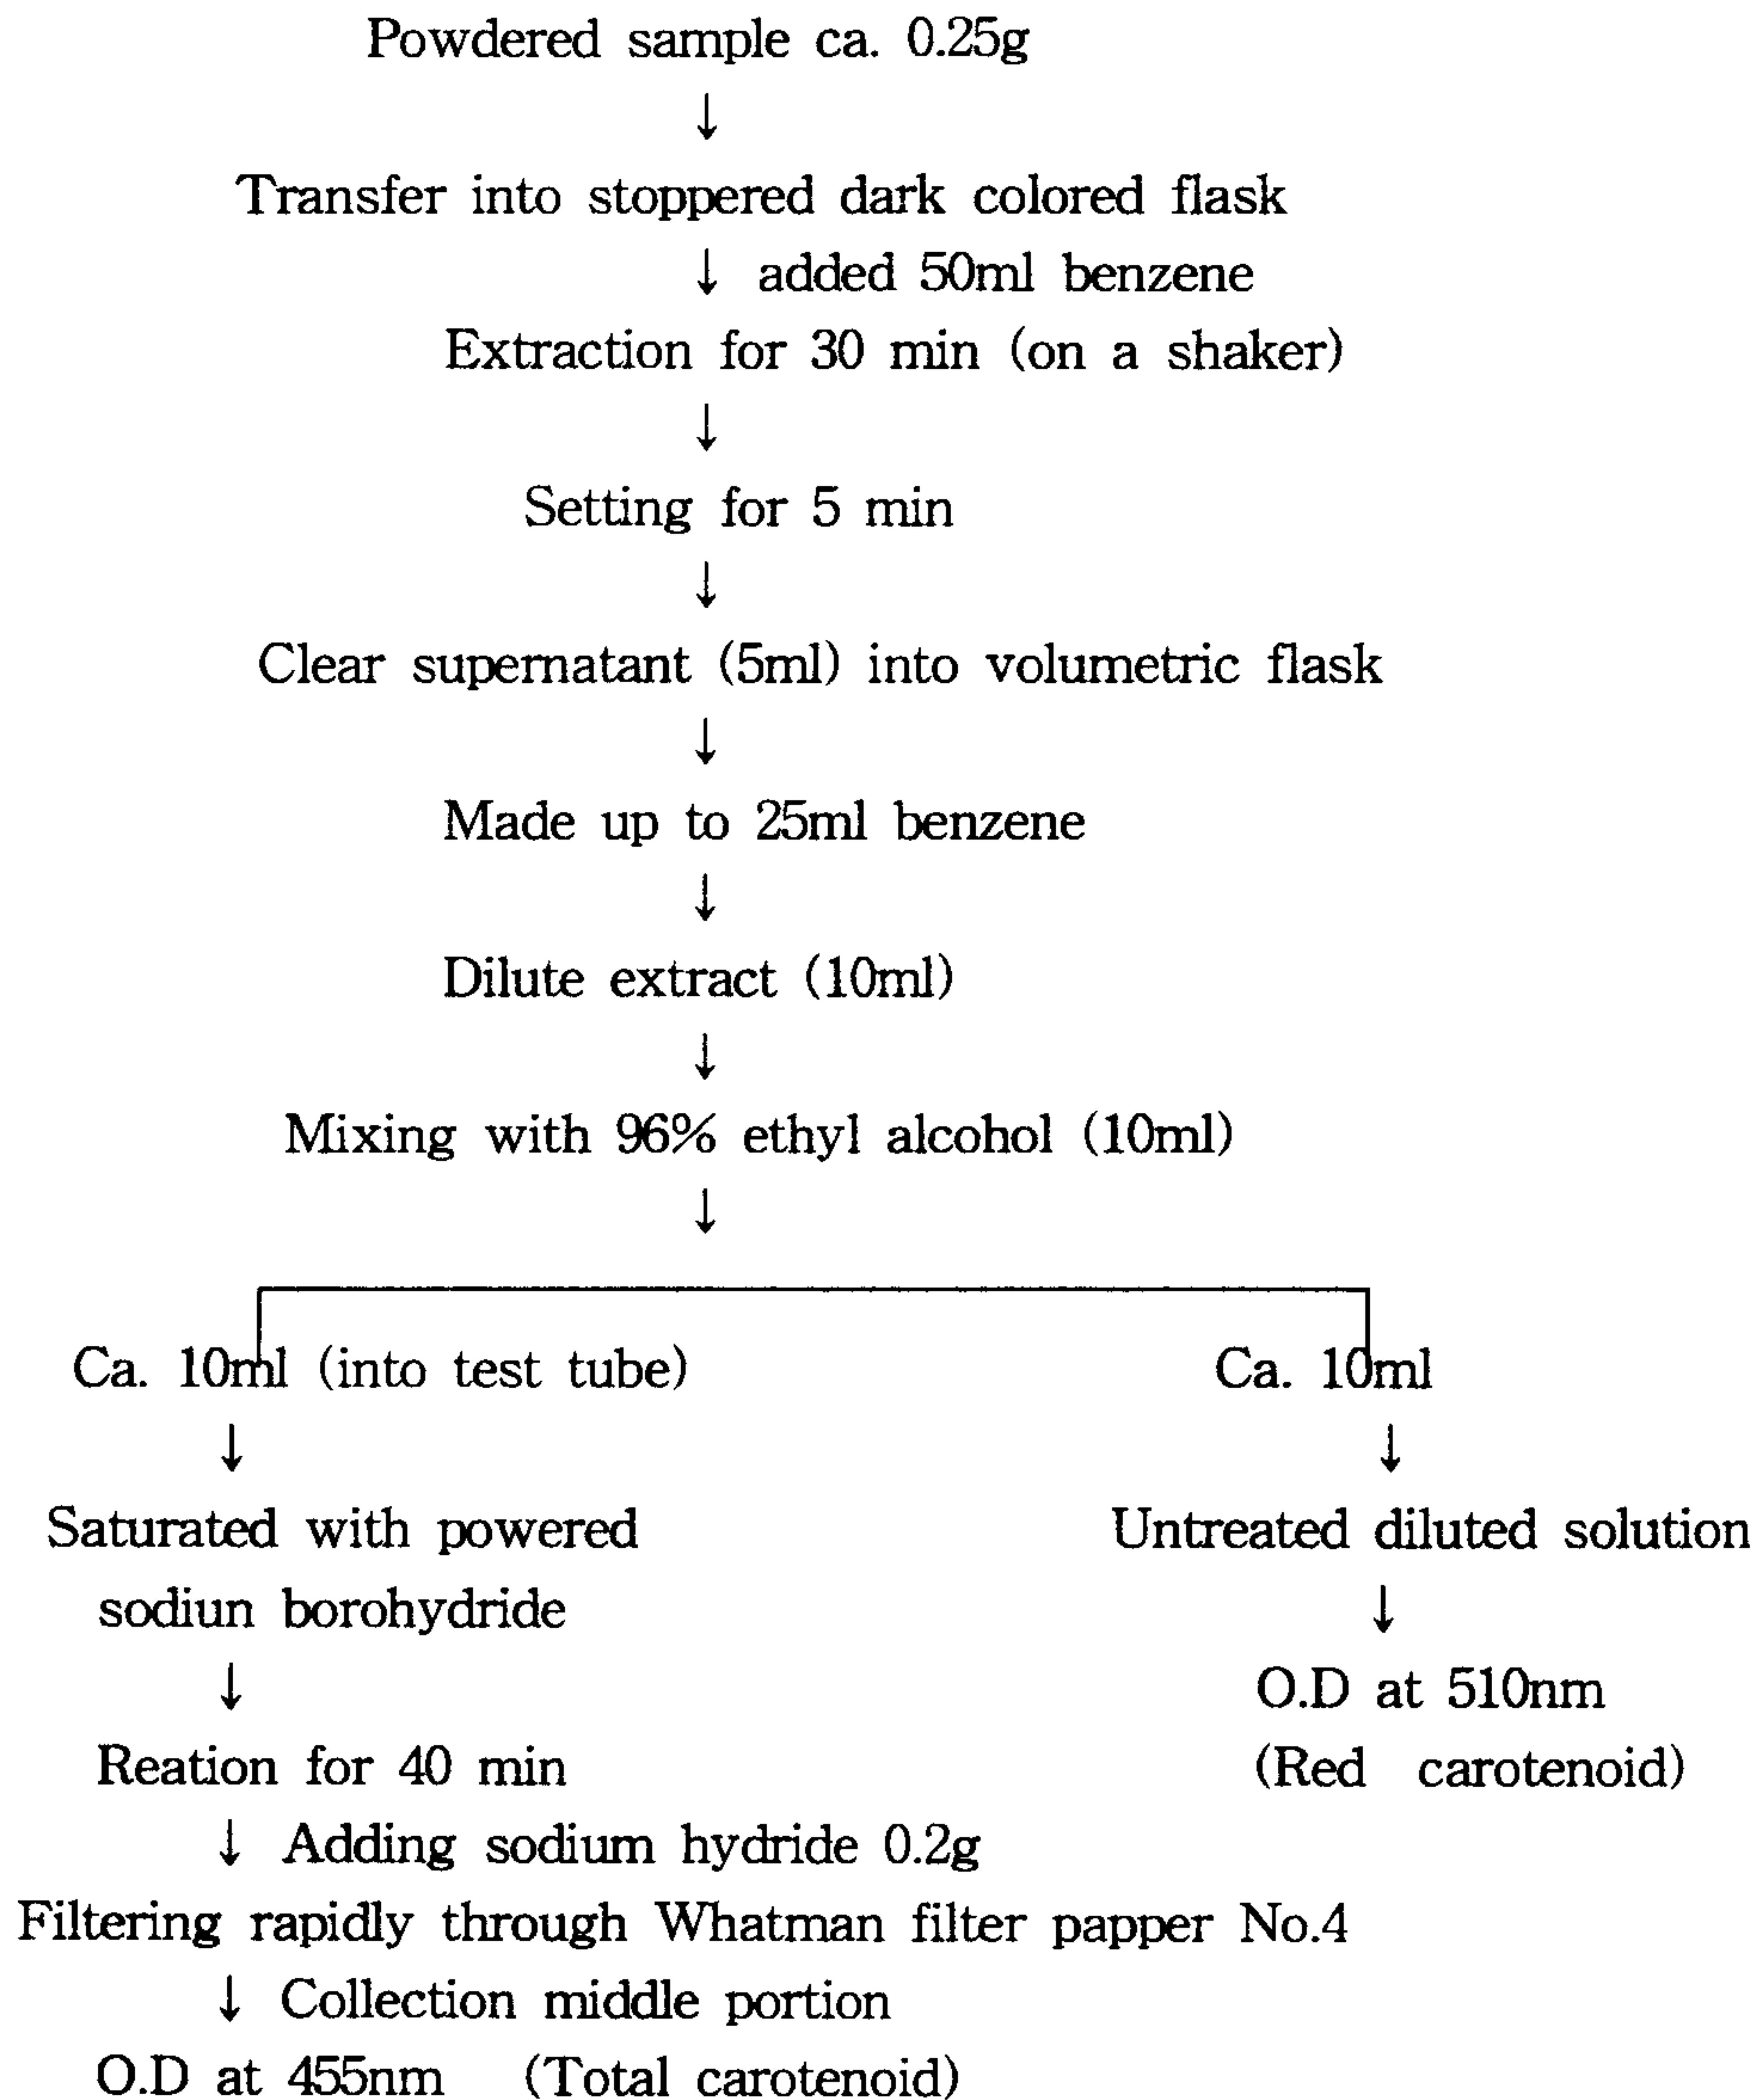 Powdered sample ca. 0.25g
↓
Transfer into stoppered dark colored flask
↓ added 50ml benzene
Extraction for 30 min (on a shaker)
↓
Setting for 5 min
↓
Clear supernatant (5ml) into volumetric flask
↓
Made up to 25ml benzene
↓
Dilute extract (10ml)
↓
Mixing with 96% ethyl alcohol (10ml)
↓
Ca. 10ml (into test tube)
↓
Saturated with powered
sodiun borohydride
↓
Reation for 40 min
↓ Adding sodium hydride 0.2g
Filtering rapidly through Whatman filter papper No.4
↓ Collection middle portion
O.D at 455nm (Total carotenoid)
Ca. 10ml
↓
Untreated diluted solution
↓
O.D at 510nm
(Red carotenoid)